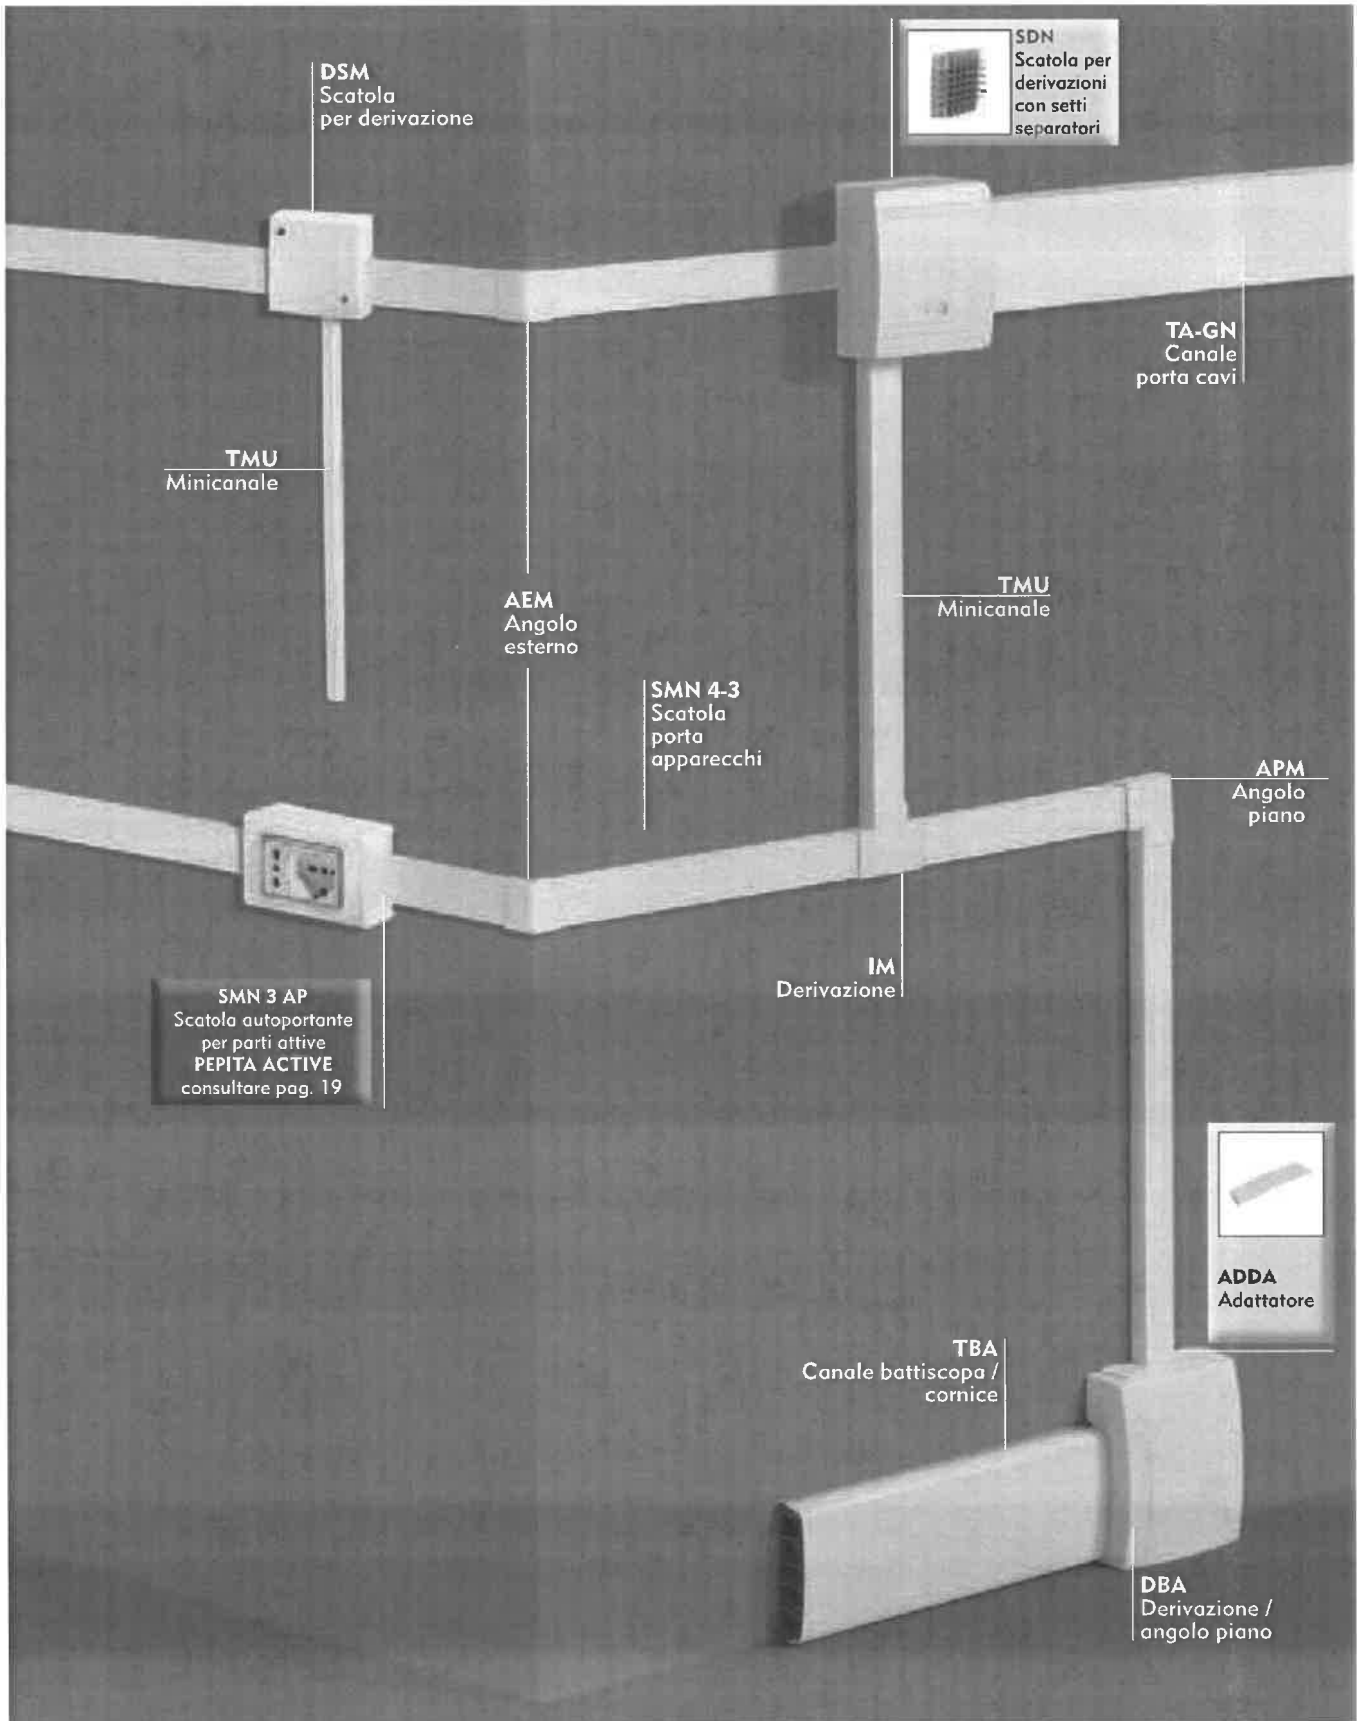 SDN
Scatola per
derivazioni
con setti
separatori
DSM
Scatola
per derivazione
TA-GN
Canale
porta cavi
TMU
Minicanale
TMU
Minicanale
AEM
Angolo
esterno
SMN 4-3
Scatola
porta
apparecchi
APM
Angolo
piano
IM
Derivazione
SMN 3 AP
Scatola autoportante
per parti attive
PEPITA ACTIVE
consultare pag. 19
ADDA
Adattatore
TBA
Canale battiscopa /
cornice
DBA
Derivazione /
angolo piano